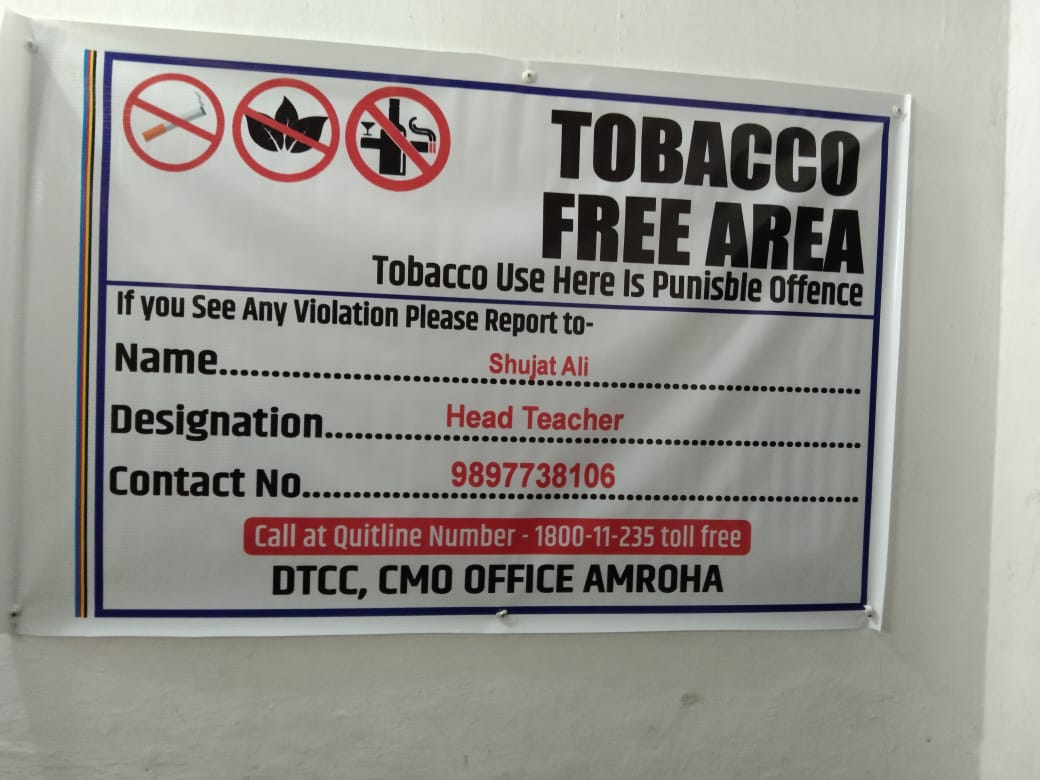 TOBACCO
FREE AREA
Tobacco Use Here Is Punisble Offence
If you See Any Violation Please Report to-
Name.......Shujat Ali.......
Designation.......Head Teacher.......
Contact No.......9897738106.......
Call at Quitline Number - 1800-11-235 toll free
DTCC, CMO OFFICE AMROHA